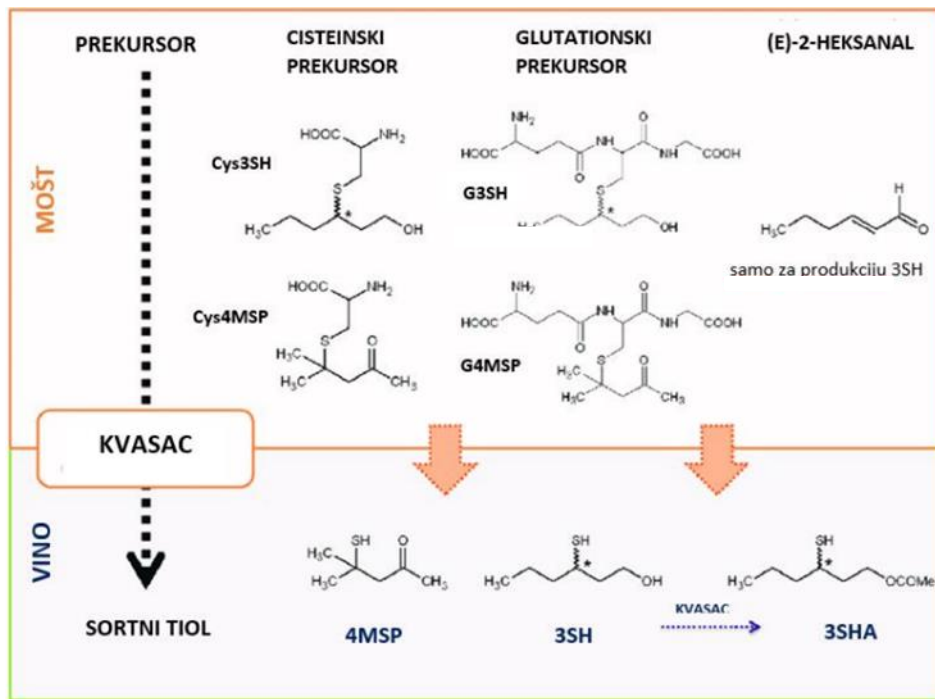 PREKURSOR
CISTEINSKI
PREKURSOR
GLUTATIONSKI
PREKURSOR
(E)-2-HEKSANAL
MOŠT
Cys3SH
HOOC
NH₂
S
*
H₃C
OH
G3SH
NH₂
HOOC
O
NH
O
NH
COOH
S
*
H₃C
OH
H
O
H₃C
samo za produkciju 3SH
Cys4MSP
HOOC
NH₂
S
O
H₃C
H₃C
CH₃
G4MSP
NH₂
HOOC
O
NH
O
NH
COOH
S
O
H₃C
H₃C
CH₃
KVASAC
VINO
SH
O
H₃C
H₃C
CH₃
SH
*
H₃C
OH
SH
*
H₃C
OCOMe
SORTNI TIOL
4MSP
3SH
KVASAC
3SHA